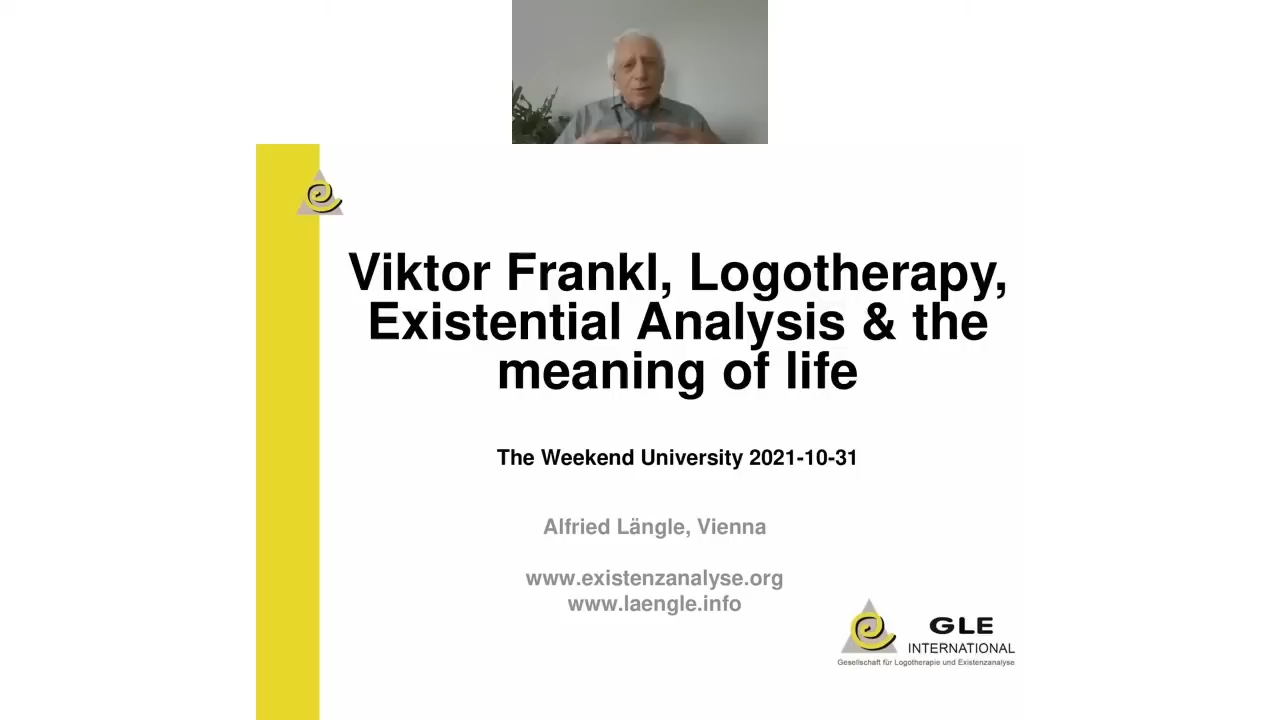 Viktor Frankl, Logotherapy,
Existential Analysis & the
meaning of life
The Weekend University 2021-10-31
Alfried Längle, Vienna
www.existenzanalyse.org
www.laengle.info
GLE
INTERNATIONAL
Gesellschaft für Logotherapie und Existenzanalyse